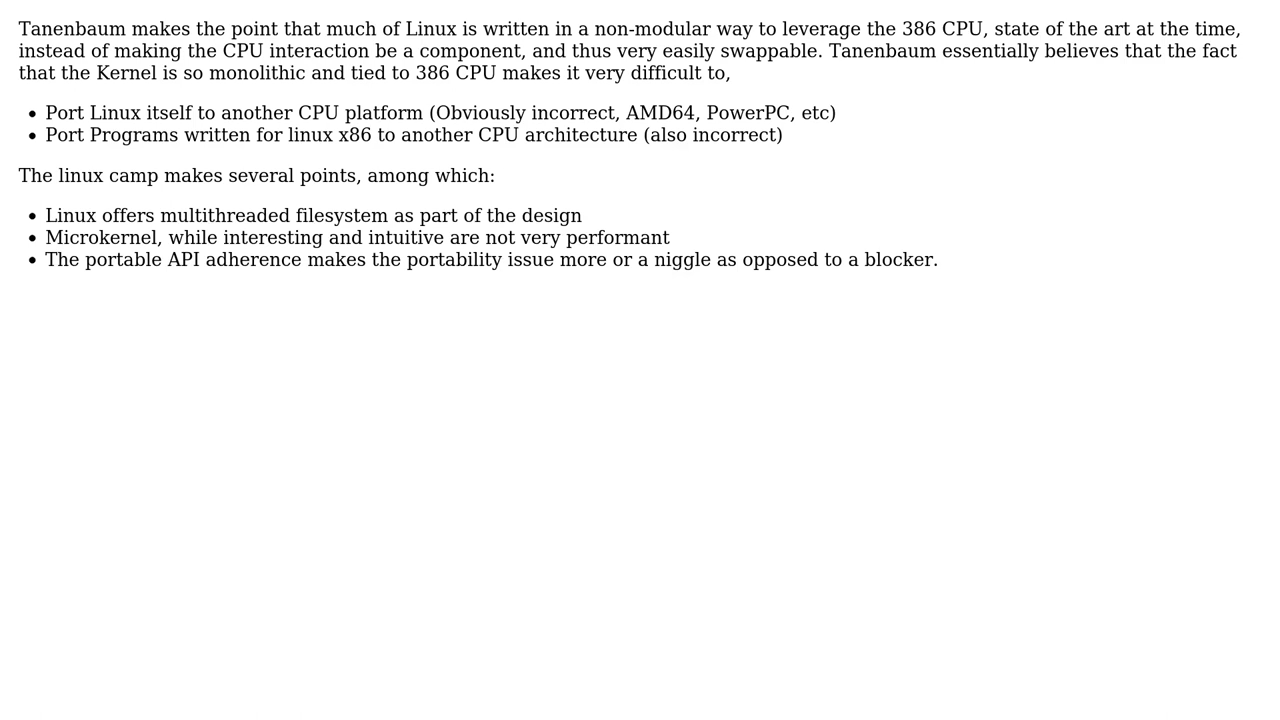 Tanenbaum makes the point that much of Linux is written in a non-modular way to leverage the 386 CPU, state of the art at the time,
instead of making the CPU interaction be a component, and thus very easily swappable. Tanenbaum essentially believes that the fact
that the Kernel is so monolithic and tied to 386 CPU makes it very difficult to,
• Port Linux itself to another CPU platform (Obviously incorrect, AMD64, PowerPC, etc)
• Port Programs written for linux x86 to another CPU architecture (also incorrect)
The linux camp makes several points, among which:
• Linux offers multithreaded filesystem as part of the design
• Microkernel, while interesting and intuitive are not very performant
• The portable API adherence makes the portability issue more or a niggle as opposed to a blocker.